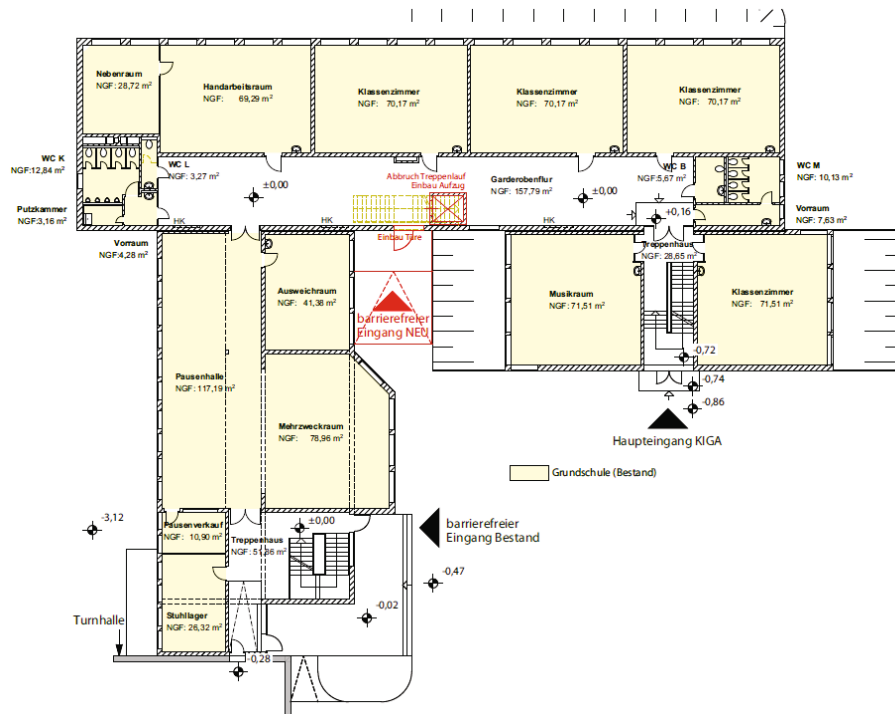 Nebenraum
NGF: 28,72 m²
Handarbeitsraum
NGF: 69,29 m²
Klassenzimmer
NGF: 70,17 m²
Klassenzimmer
NGF: 70,17 m²
Klassenzimmer
NGF: 70,17 m²
WC K
NGF:12,84 m²
WC L
NGF: 3,27 m²
±0,00
Abbruch Treppenlauf
Einbau Aufzug
Garderobenflur
NGF: 157,79 m²
±0,00
WC B
NGF:5,67 m²
WC M
NGF: 10,13 m²
Putzkammer
NGF:3,16 m²
HK
HK
HK
+0,16
Vorraum
NGF: 7,63 m²
Vorraum
NGF:4,28 m²
Einbau Türe
Treppenhaus
NGF: 28,65 m²
Ausweichraum
NGF: 41,38 m²
Musikraum
NGF: 71,51 m²
Klassenzimmer
NGF: 71,51 m²
barrierefreier
Eingang NEU
-0,72
Pausenhalle
NGF: 117,19 m²
-0,74
-0,86
Mehrzweckraum
NGF: 78,96 m²
Haupteingang KIGA
Grundschule (Bestand)
-3,12
Pausenverkauf
NGF: 10,90 m²
±0,00
Treppenhaus
NGF: 51,86 m²
barrierefreier
Eingang Bestand
-0,47
Turnhalle
Stuhllager
NGF: 26,32 m²
-0,02
-0,28